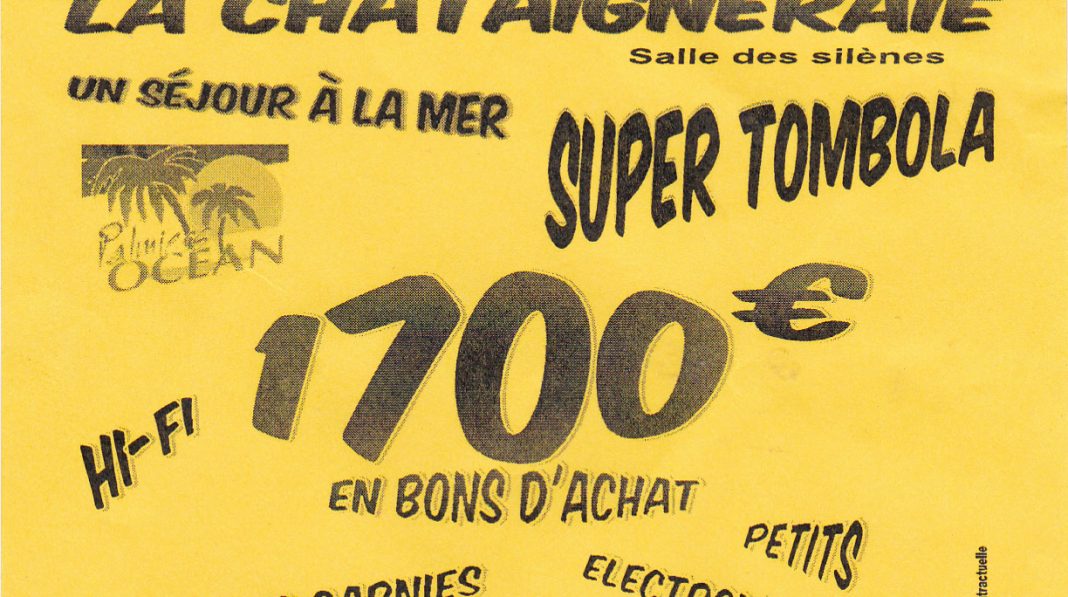 LA CHATAIGNERAIE
Salle des silènes
UN SÉJOUR À LA MER
SUPER TOMBOLA
OCEAN
1700€
HI-FI
EN BONS D'ACHAT
PETITS